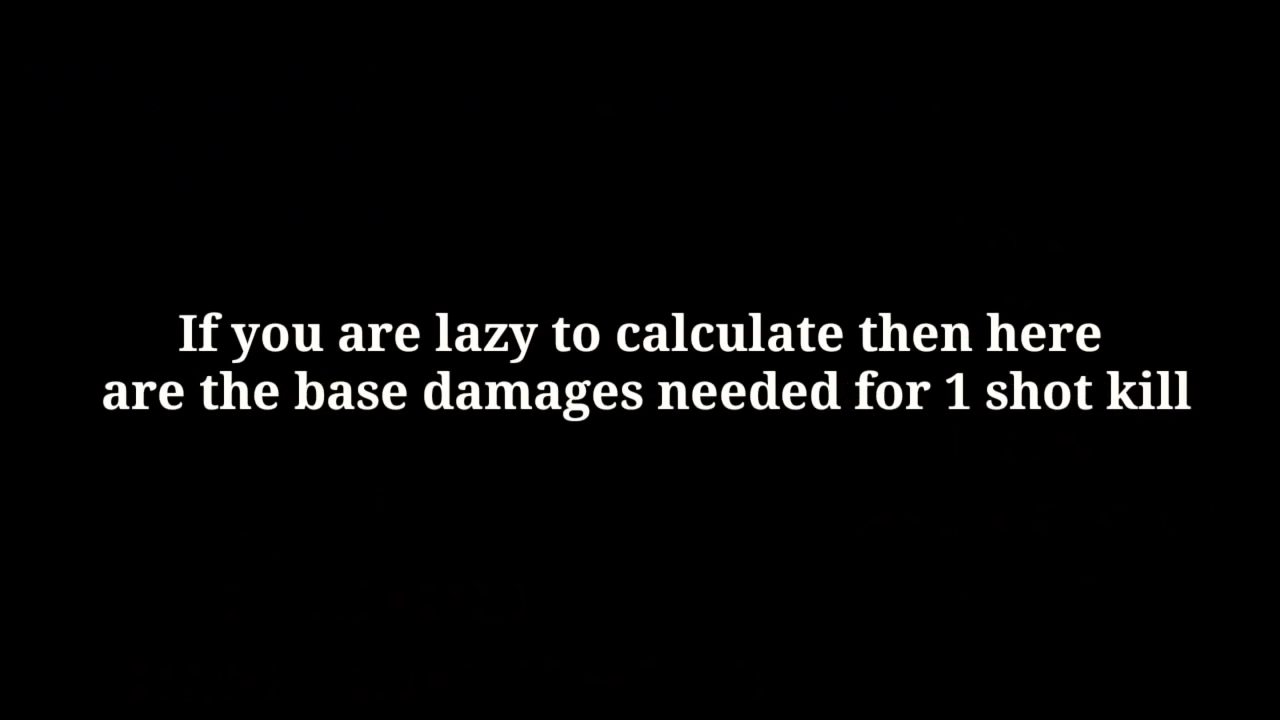 If you are lazy to calculate then here
are the base damages needed for 1 shot kill